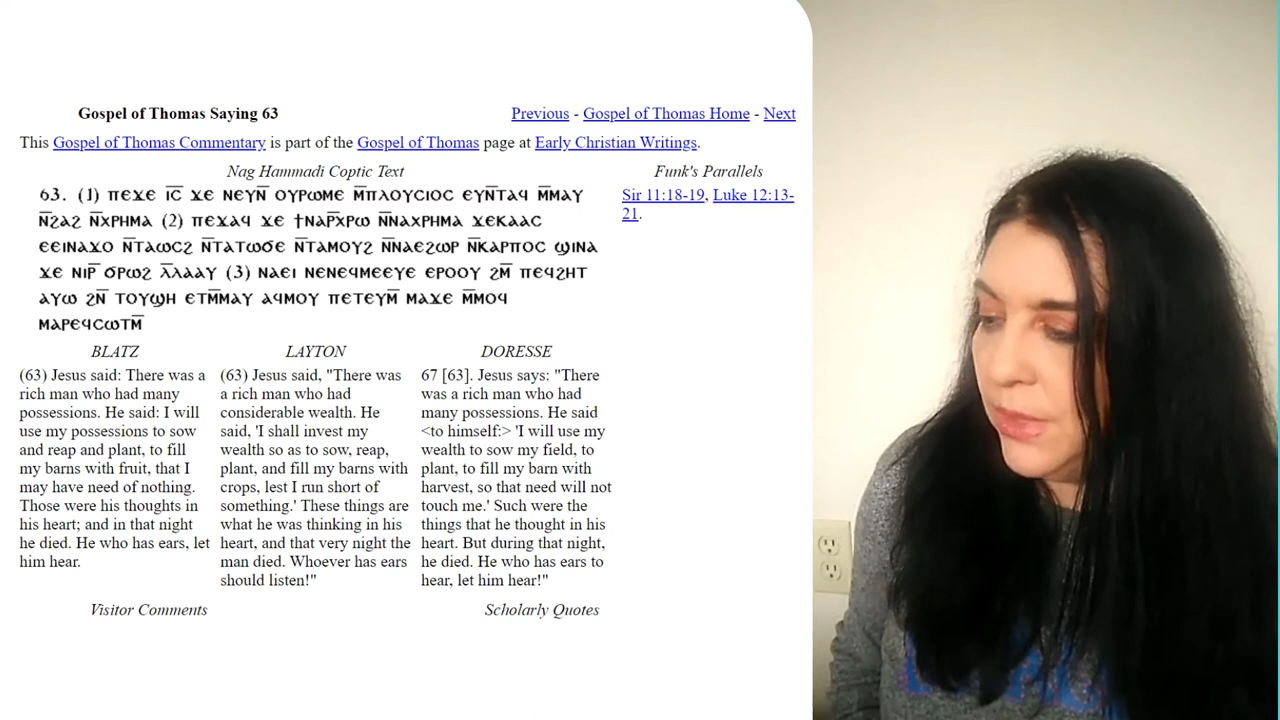 Gospel of Thomas Saying 63
Previous - Gospel of Thomas Home - Next
This Gospel of Thomas Commentary is part of the Gospel of Thomas page at Early Christian Writings.
Nag Hammadi Coptic Text
63. (1) ⲡⲉϫⲉ ⲓ̅ⲥ̅ ϫⲉ ⲛⲉⲩⲛ̅ ⲟⲩⲣⲱⲙⲉ ⲙ̅ⲡⲗⲟⲩⲥⲓⲟⲥ ⲉⲩⲛ̅ⲧⲁϥ ⲙ̅ⲙⲁⲩ
ⲛ̅ϩⲁϩ ⲛ̅ⲭⲣⲏⲙⲁ (2) ⲡⲉϫⲁϥ ϫⲉ ϯⲛⲁⲣ̅ⲭⲣⲱ ⲛ̅ⲛⲁⲭⲣⲏⲙⲁ ϫⲉⲕⲁⲁⲥ
ⲉⲉⲓⲛⲁϫⲟ ⲛ̅ⲧⲁⲱⲥϩ ⲛ̅ⲧⲁⲧⲱϭⲉ ⲛ̅ⲧⲁⲙⲟⲩϩ ⲛ̅ⲛⲁⲉϩⲱⲣ ⲛ̅ⲕⲁⲣⲡⲟⲥ ϣⲓⲛⲁ
ϫⲉ ⲛⲓⲣ̅ ϭⲣⲱϩ ⲗ̅ⲗⲁⲁⲩ (3) ⲛⲁⲉⲓ ⲛⲉⲛⲉϥⲙⲉⲉⲩⲉ ⲉⲣⲟⲟⲩ ϩⲙ̅ ⲡⲉϥϩⲏⲧ
ⲁⲩⲱ ϩⲛ̅ ⲧⲟⲩϣⲏ ⲉⲧⲙ̅ⲙⲁⲩ ⲁϥⲙⲟⲩ ⲡⲉⲧⲉⲩⲙ̅ ⲙⲁϫⲉ ⲙ̅ⲙⲟϥ
ⲙⲁⲣⲉϥⲥⲱⲧⲙ̅
Funk's Parallels
Sir 11:18-19, Luke 12:13-
21.
BLATZ
(63) Jesus said: There was a
rich man who had many
possessions. He said: I will
use my possessions to sow
and reap and plant, to fill
my barns with fruit, that I
may have need of nothing.
Those were his thoughts in
his heart; and in that night
he died. He who has ears, let
him hear.
LAYTON
(63) Jesus said, "There was
a rich man who had
considerable wealth. He
said, 'I shall invest my
wealth so as to sow, reap,
plant, and fill my barns with
crops, lest I run short of
something.' These things are
what he was thinking in his
heart, and that very night the
man died. Whoever has ears
should listen!"
DORESSE
67 [63]. Jesus says: "There
was a rich man who had
many possessions. He said
<to himself:> 'I will use my
wealth to sow my field, to
plant, to fill my barn with
harvest, so that need will not
touch me.' Such were the
things that he thought in his
heart. But during that night,
he died. He who has ears to
hear, let him hear!"
Visitor Comments
Scholarly Quotes